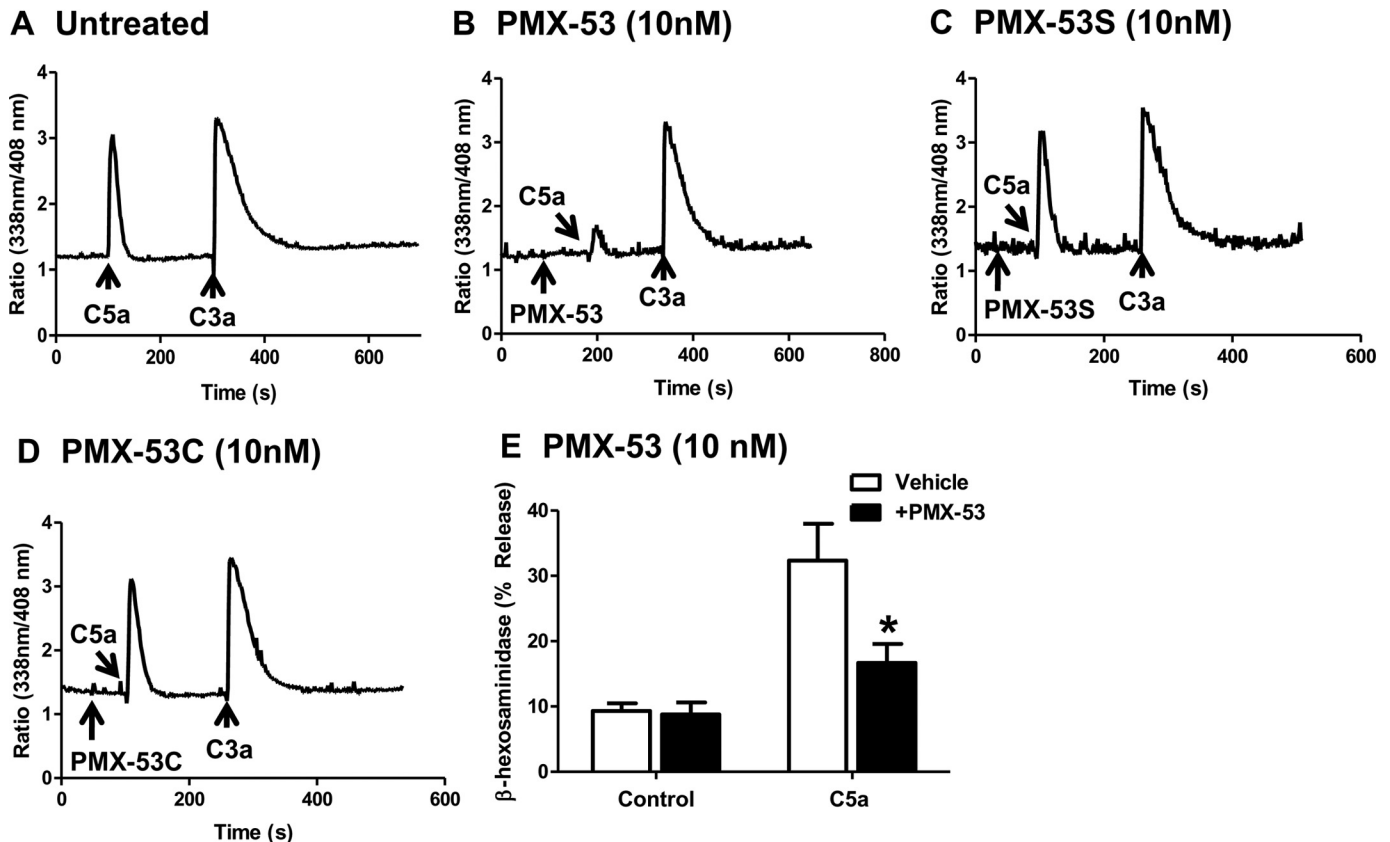 A Untreated
Ratio (338nm/408 nm)
4
3
2
1
0
C5a
C3a
0 200 400 600
Time (s)
B PMX-53 (10nM)
Ratio (338nm/408 nm)
4
3
2
1
0
C5a
PMX-53
C3a
0 200 400 600 800
Time (s)
C PMX-53S (10nM)
Ratio (338nm/408 nm)
4
3
2
1
0
C5a
PMX-53S
C3a
0 200 400 600
Time (s)
D PMX-53C (10nM)
Ratio (338nm/408 nm)
4
3
2
1
0
C5a
PMX-53C
C3a
0 200 400 600
Time (s)
E PMX-53 (10 nM)
Vehicle
+PMX-53
β-hexosaminidase (% Release)
40
30
20
10
0
*
Control C5a